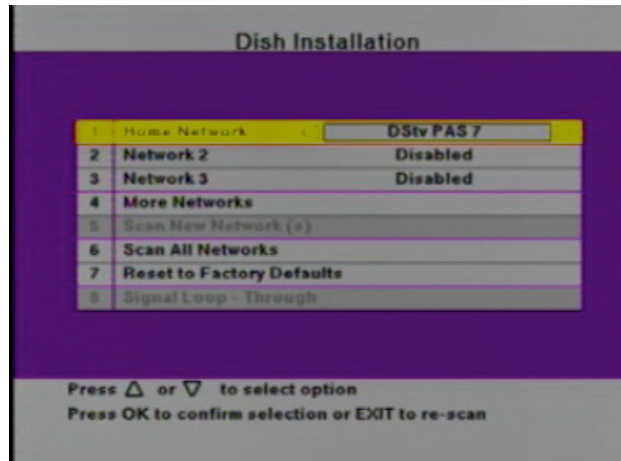 Dish Installation
1 Home Network DStv PAS 7
2 Network 2 Disabled
3 Network 3 Disabled
4 More Networks
5 Scan New Network (s)
6 Scan All Networks
7 Reset to Factory Defaults
8 Signal Loop - Through
Press △ or ▽ to select option
Press OK to confirm selection or EXIT to re-scan